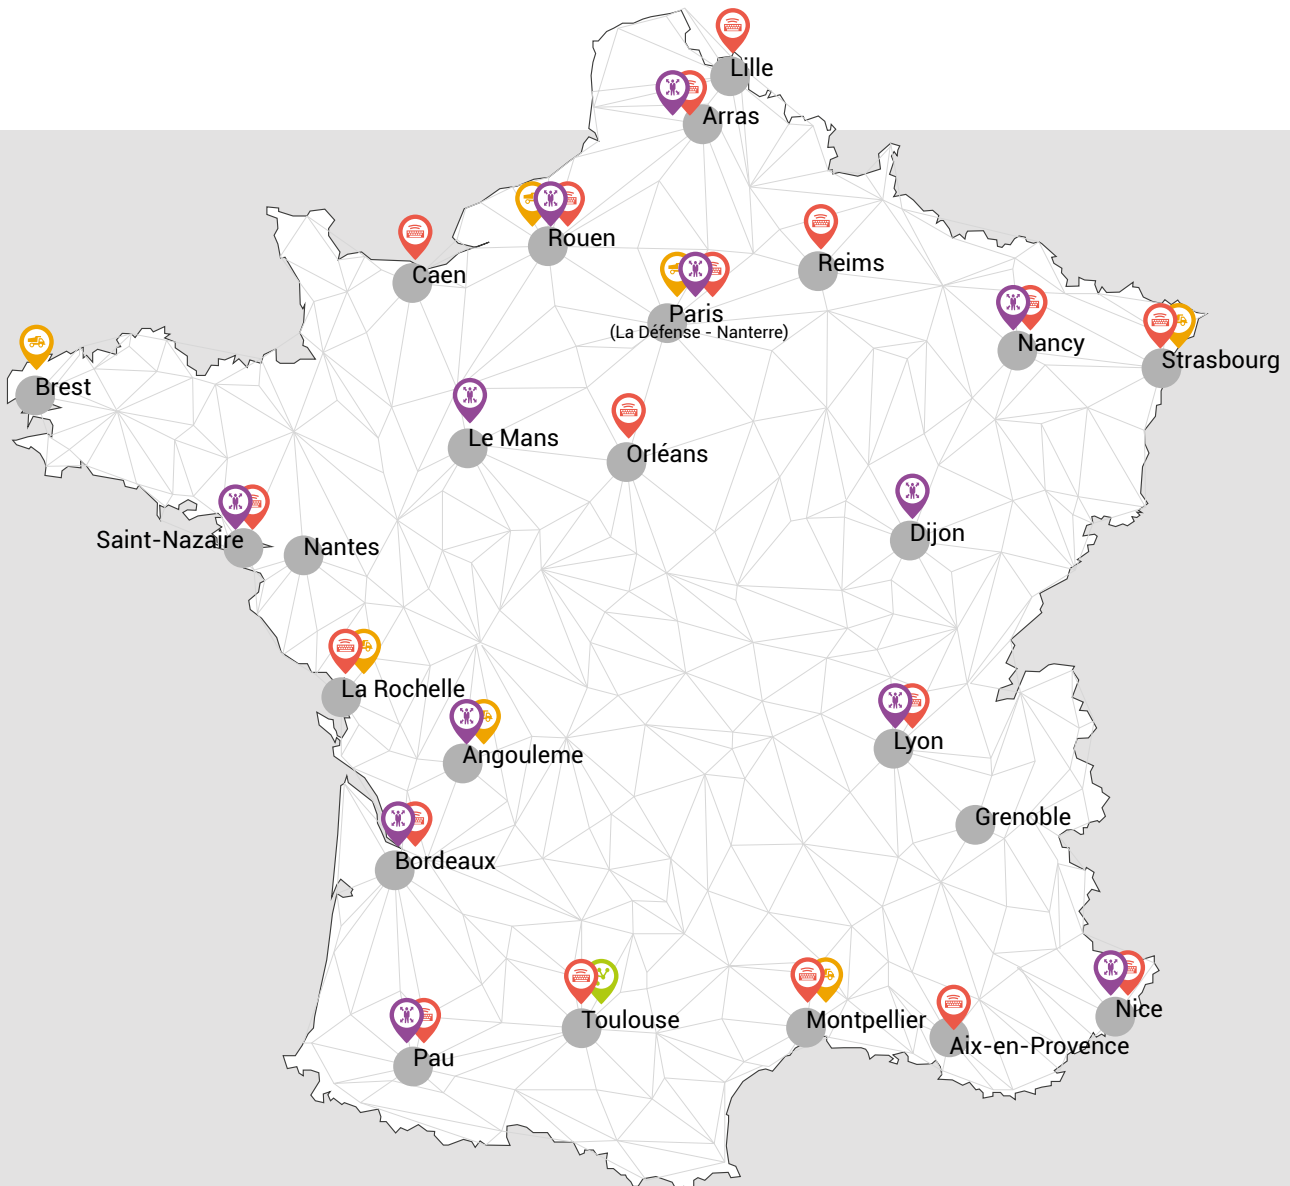 Lille
Arras
Rouen
Caen
Reims
Paris
(La Défense - Nanterre)
Nancy
Strasbourg
Brest
Le Mans
Orléans
Dijon
Saint-Nazaire
Nantes
La Rochelle
Angouleme
Lyon
Grenoble
Bordeaux
Nice
Toulouse
Montpellier
Aix-en-Provence
Pau